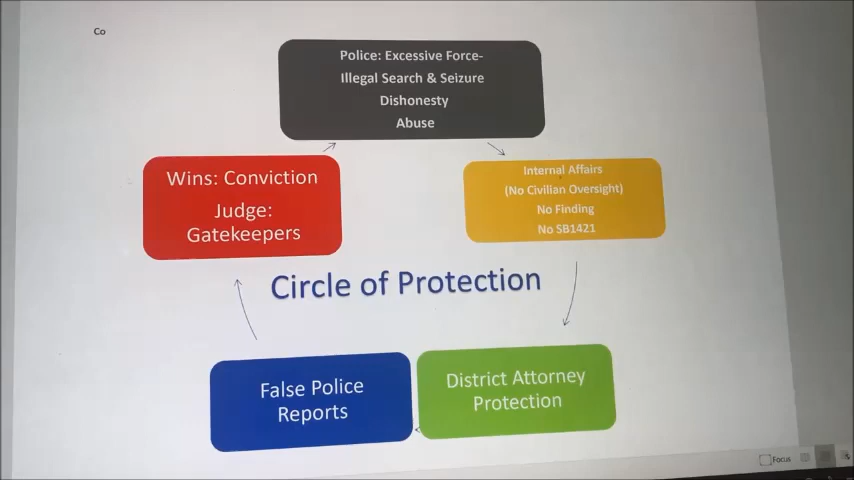 Co
Police: Excessive Force-
Illegal Search & Seizure
Dishonesty
Abuse
Wins: Conviction
Judge:
Gatekeepers
Internal Affairs
(No Civilian Oversight)
No Finding
No SB1421
Circle of Protection
False Police
Reports
District Attorney
Protection
Focus